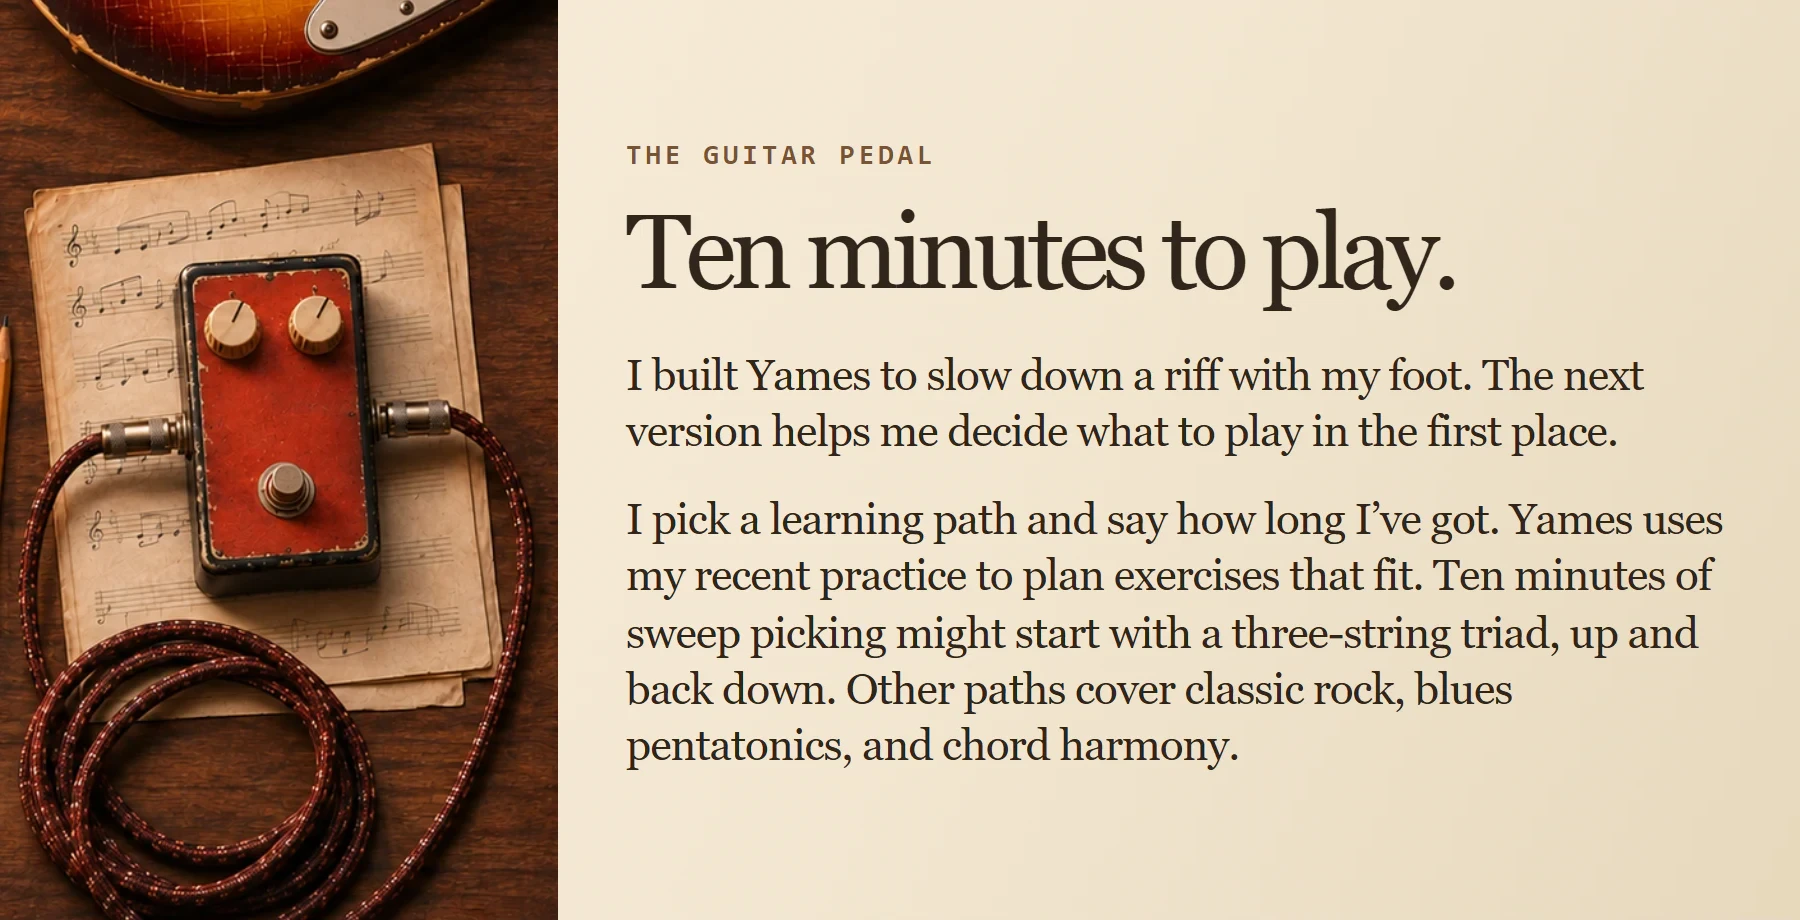 THE GUITAR PEDAL
Ten minutes to play.
I built Yames to slow down a riff with my foot. The next
version helps me decide what to play in the first place.
I pick a learning path and say how long I’ve got. Yames uses
my recent practice to plan exercises that fit. Ten minutes of
sweep picking might start with a three-string triad, up and
back down. Other paths cover classic rock, blues
pentatonics, and chord harmony.